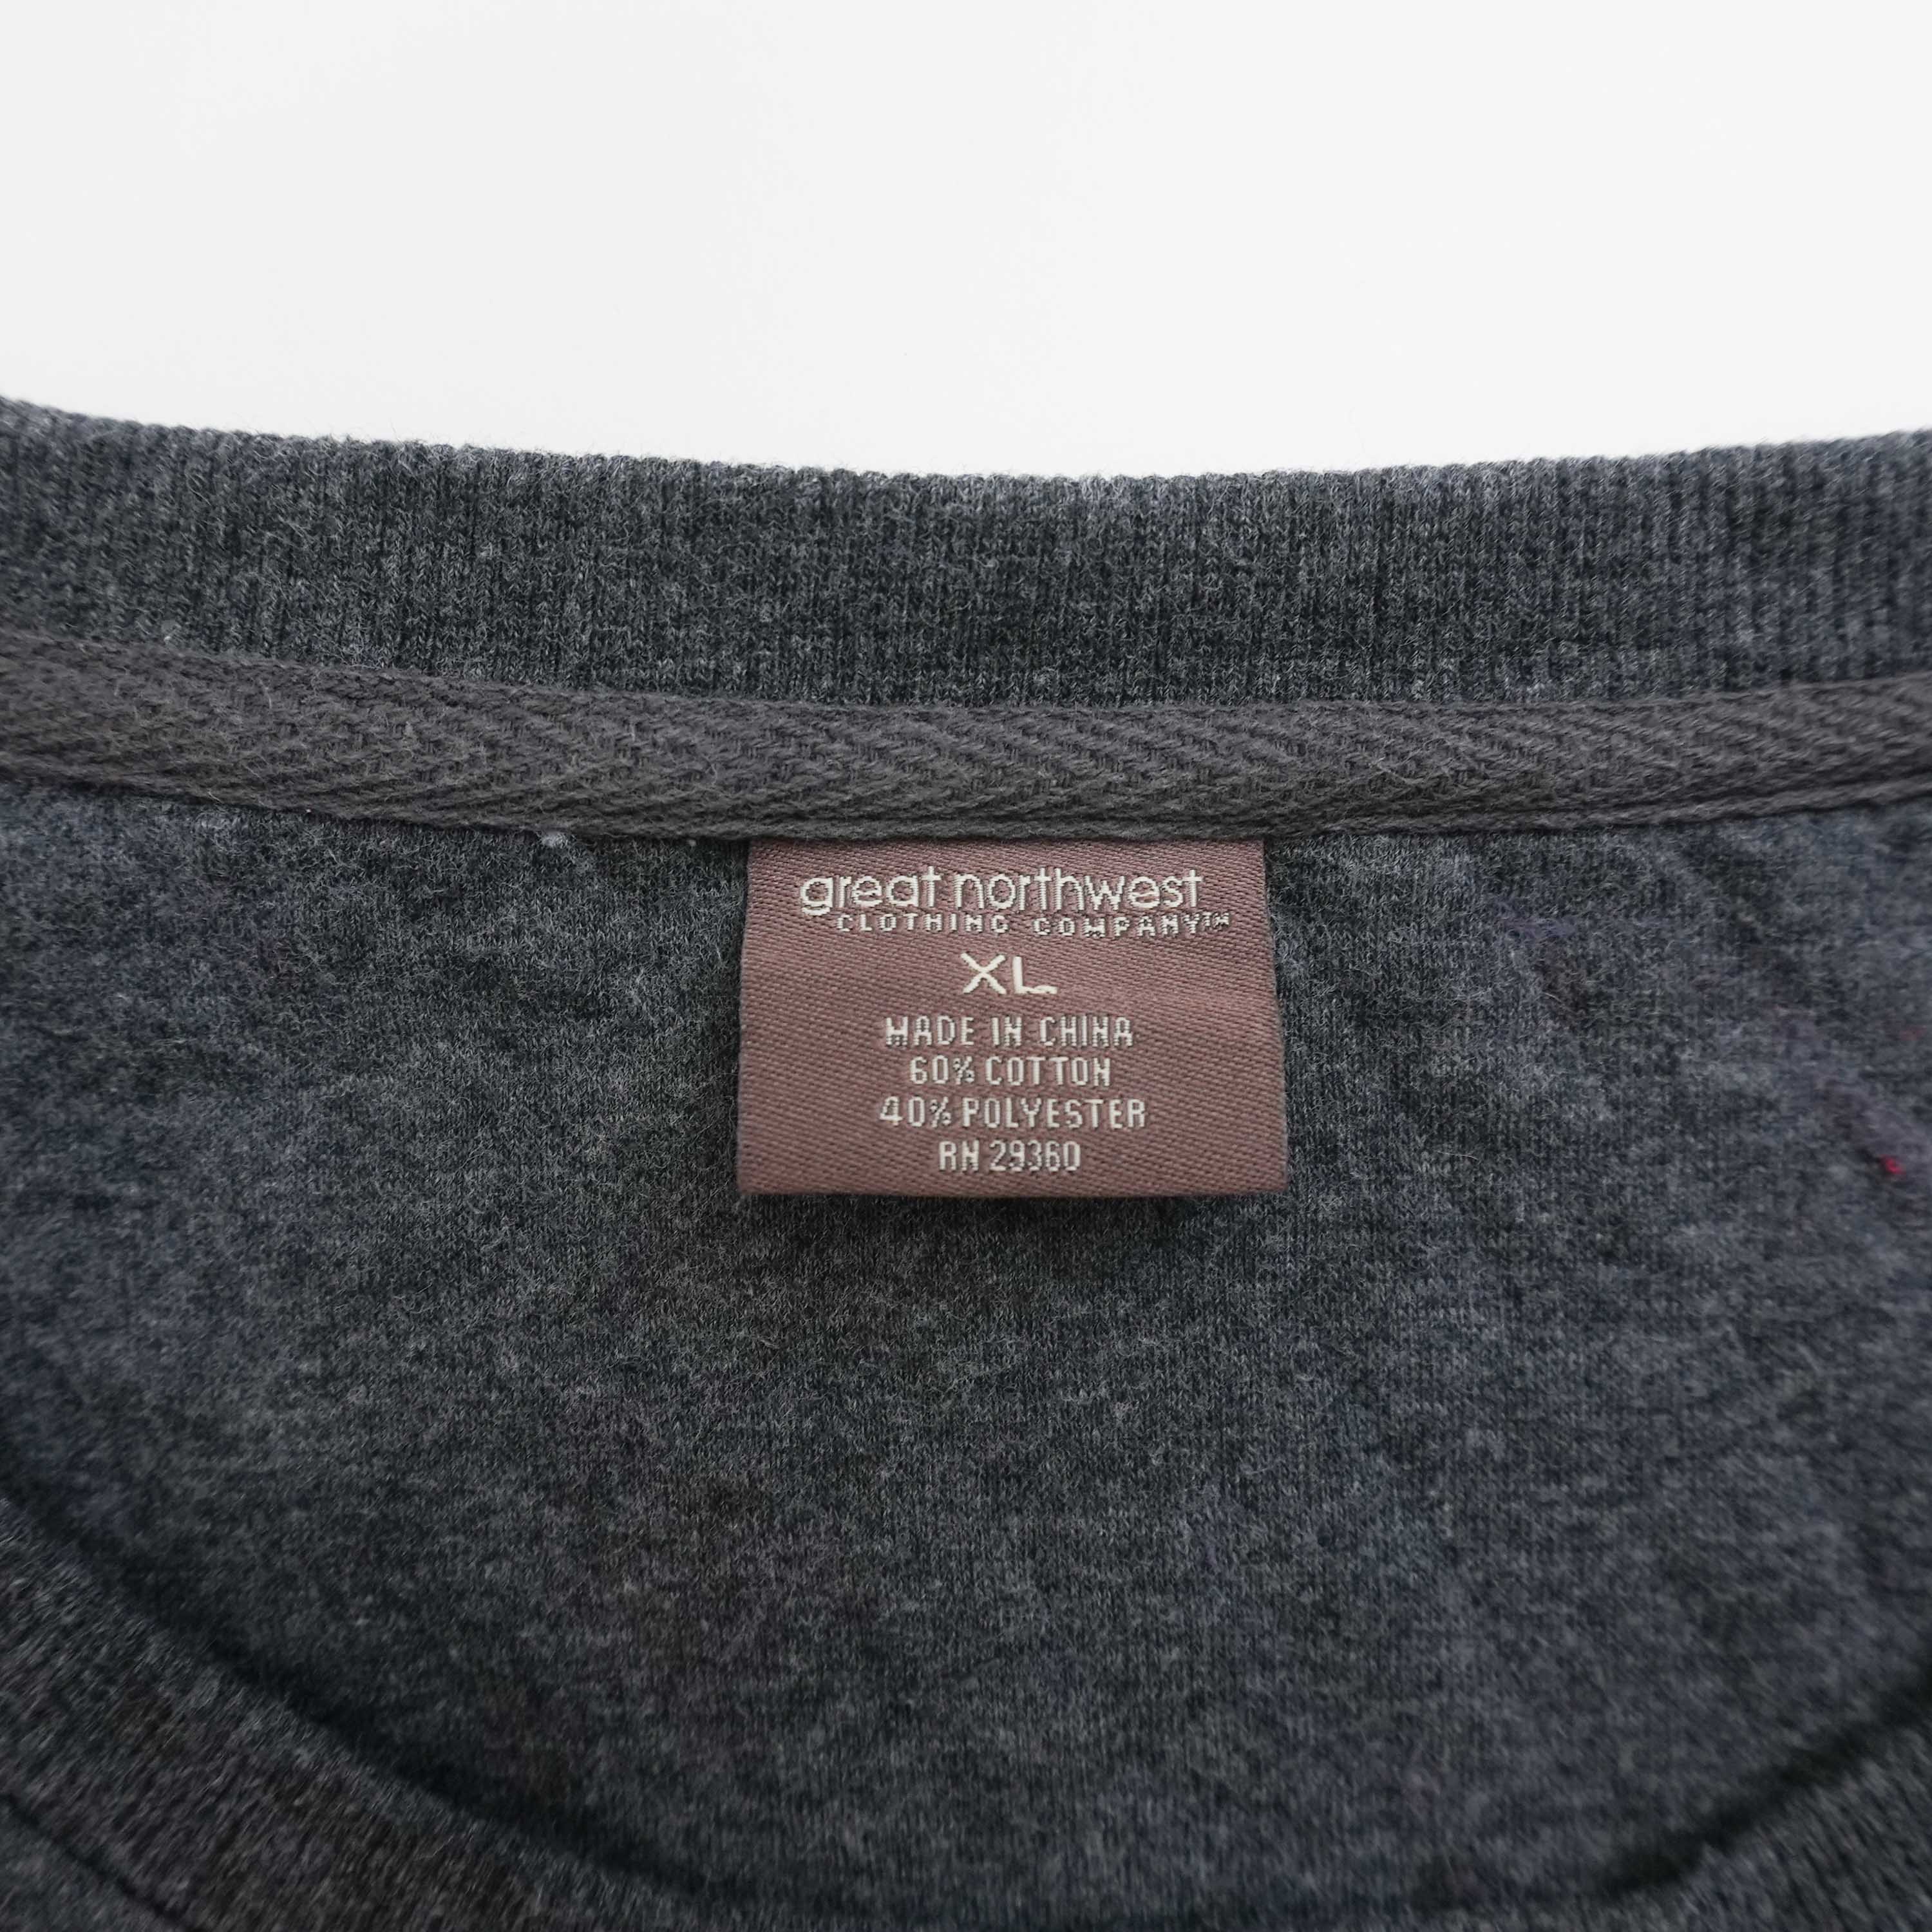 great northwest
CLOTHING COMPANY™
XL
MADE IN CHINA
60% COTTON
40% POLYESTER
RN 29360